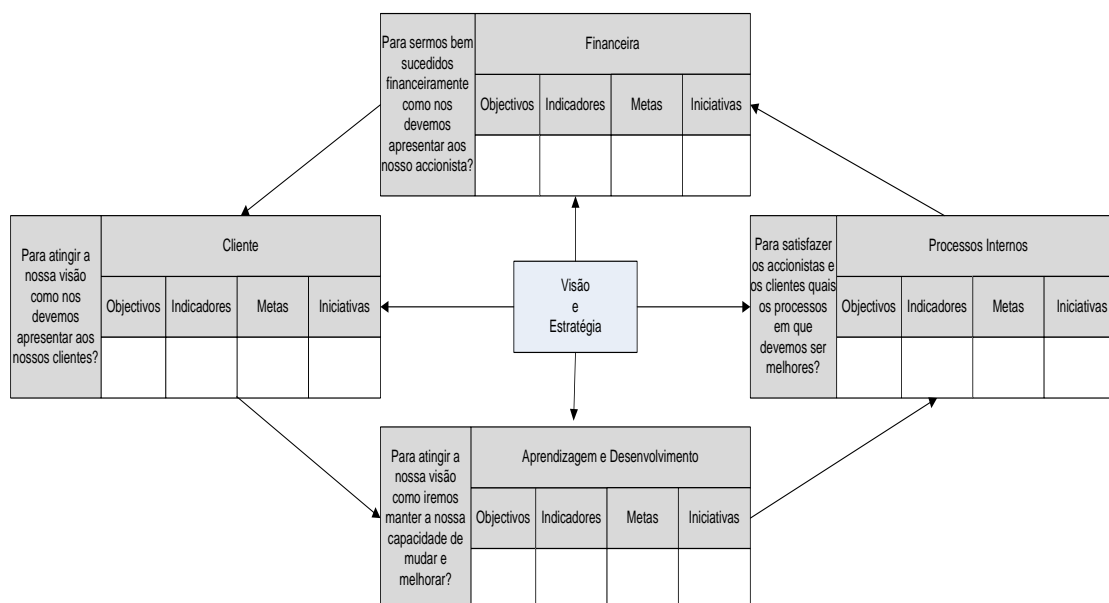 Para sermos bem
sucedidos
financeiramente
como nos
devemos
apresentar aos
nosso accionista?
Financeira
Objectivos Indicadores Metas Iniciativas
Para atingir a
nossa visão
como nos
devemos
apresentar aos
nossos clientes?
Cliente
Objectivos Indicadores Metas Iniciativas
Visão
e
Estratégia
Para satisfazer
os accionistas e
os clientes quais
os processos
em que
devemos ser
melhores?
Processos Internos
Objectivos Indicadores Metas Iniciativas
Para atingir a
nossa visão
como iremos
manter a nossa
capacidade de
mudar e
melhorar?
Aprendizagem e Desenvolvimento
Objectivos Indicadores Metas Iniciativas